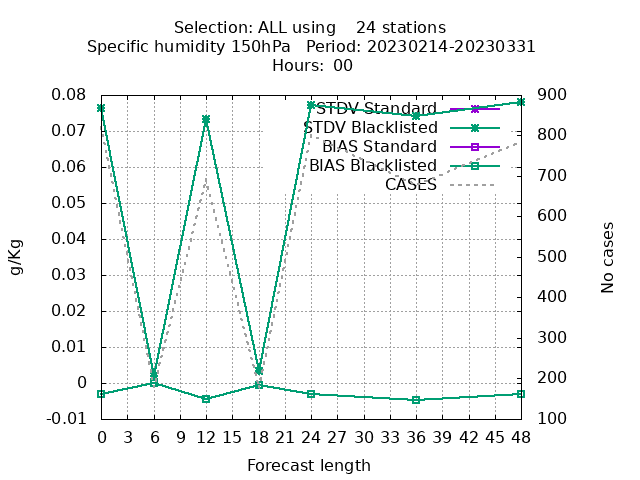 Selection: ALL using    24 stations
Specific humidity 150hPa   Period: 20230214-20230331
Hours:  00
STDV Standard
STDV Blacklisted
BIAS Standard
BIAS Blacklisted
CASES
0.08
0.07
0.06
0.05
0.04
0.03
0.02
0.01
0
-0.01
g/Kg
900
800
700
600
500
400
300
200
100
No cases
0 3 6 9 12 15 18 21 24 27 30 33 36 39 42 45 48
Forecast length